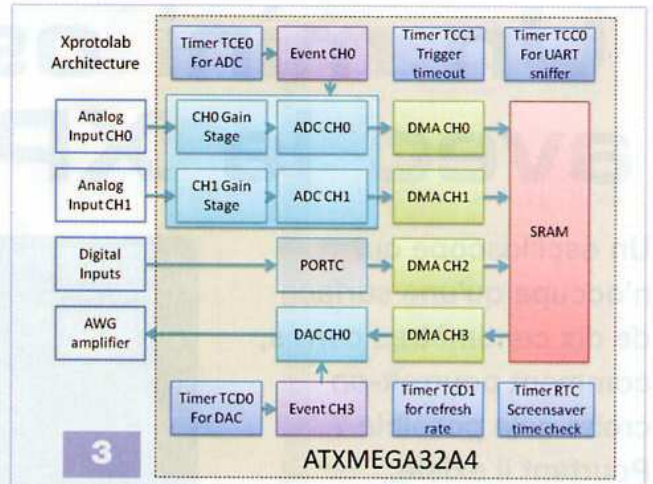 Xprotolab
Architecture
Timer TCE0
For ADC
Event CH0
Timer TCC1
Trigger
timeout
Timer TCC0
For UART
sniffer
Analog
Input CH0
CH0 Gain
Stage
ADC CH0
DMA CH0
Analog
Input CH1
CH1 Gain
Stage
ADC CH1
DMA CH1
SRAM
Digital
Inputs
PORTC
DMA CH2
AWG
amplifier
DAC CH0
DMA CH3
Timer TCD0
For DAC
Event CH3
Timer TCD1
for refresh
rate
Timer RTC
Screensaver
time check
3
ATXMEGA32A4